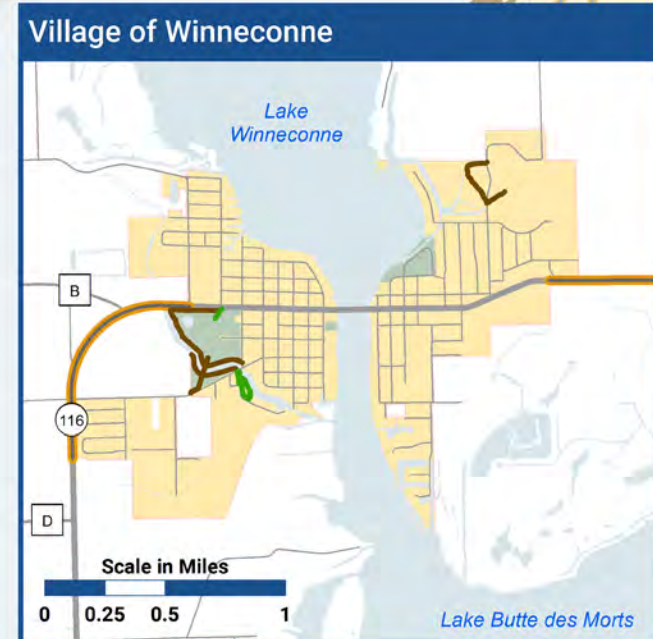 Village of Winneconne
Lake
Winneconne
B
116
D
Scale in Miles
0 0.25 0.5 1
Lake Butte des Morts